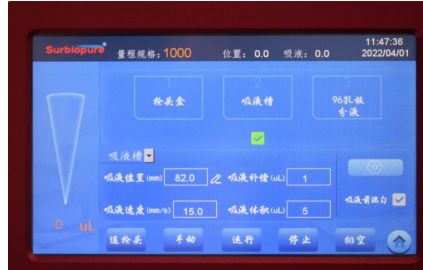 Surbiopure
量程规格:1000
位置: 0.0
吸液: 0.0
11:47:36
2022/04/01
1
枪头盒
2
吸液槽
3
96孔板
分液
吸液槽
吸液位置(mm) 82.0
吸液补偿(uL) 1
吸液速度(mm/s) 15.0
吸液体积(uL) 5
吸液前混匀
0 uL
退枪头
手动
运行
停止
排空